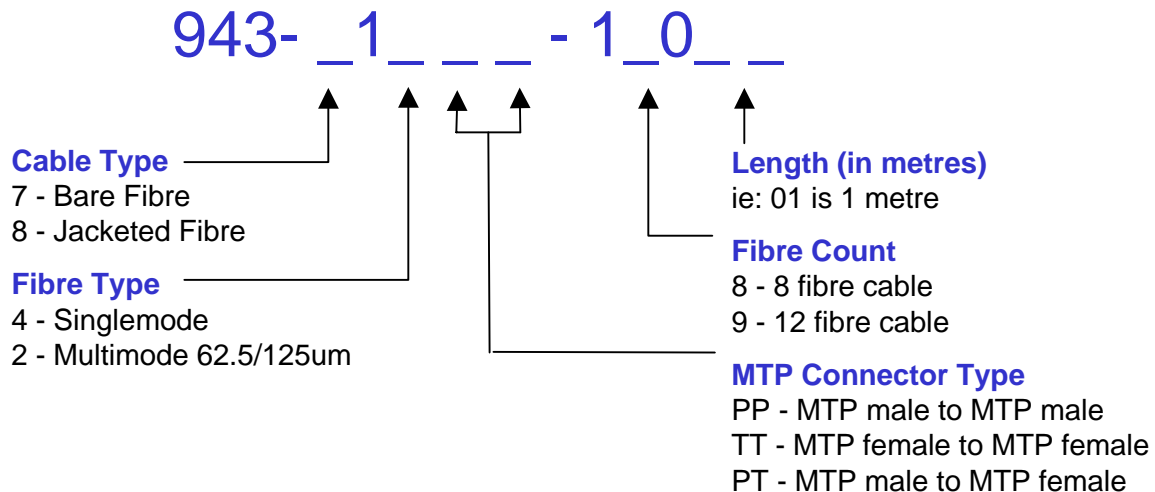 943- _1_ _ _ - 1_0_ _
Cable Type
7 - Bare Fibre
8 - Jacketed Fibre
Fibre Type
4 - Singlemode
2 - Multimode 62.5/125um
Length (in metres)
ie: 01 is 1 metre
Fibre Count
8 - 8 fibre cable
9 - 12 fibre cable
MTP Connector Type
PP - MTP male to MTP male
TT - MTP female to MTP female
PT - MTP male to MTP female